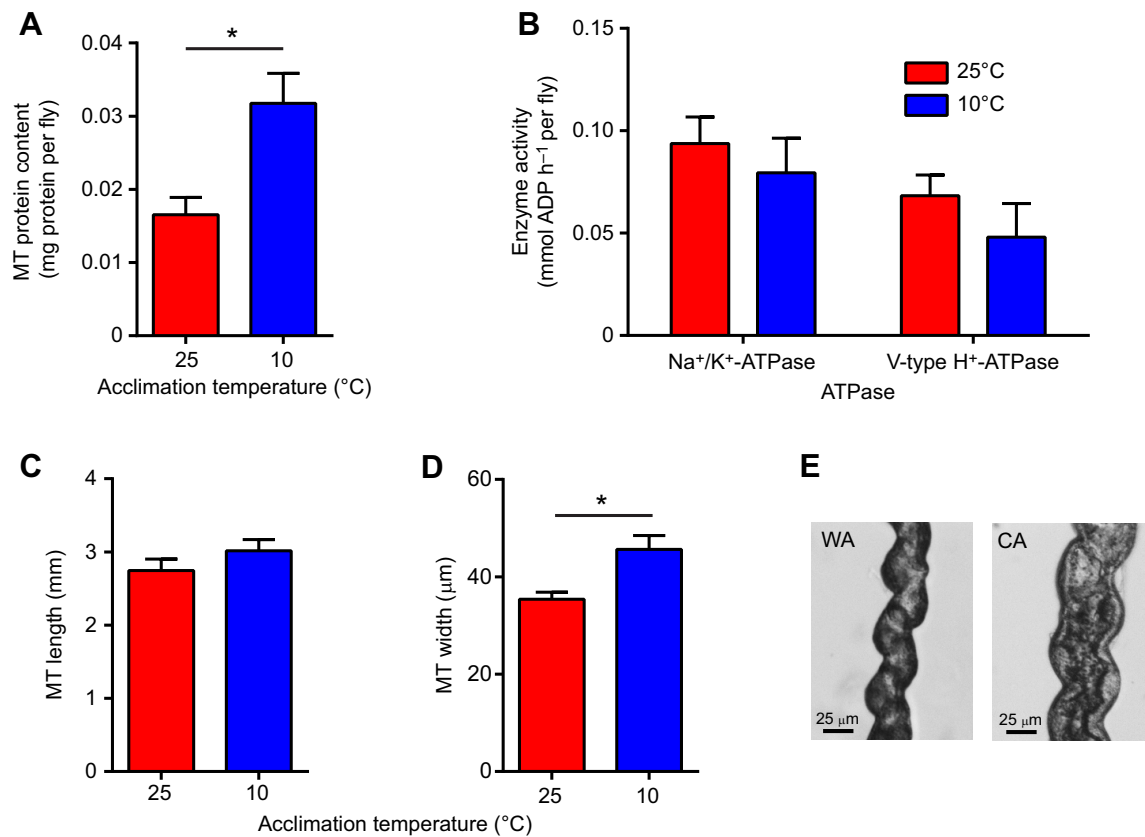 A
MT protein content
(mg protein per fly)
0.04
0.03
0.02
0.01
0
*
25
10
Acclimation temperature (°C)
B
Enzyme activity
(mmol ADP h⁻¹ per fly)
0.15
0.10
0.05
0
25°C
10°C
Na⁺/K⁺-ATPase
V-type H⁺-ATPase
ATPase
C
MT length (mm)
4
3
2
1
0
25
10
D
MT width (μm)
60
40
20
0
*
25
10
Acclimation temperature (°C)
E
WA
25 μm
CA
25 μm